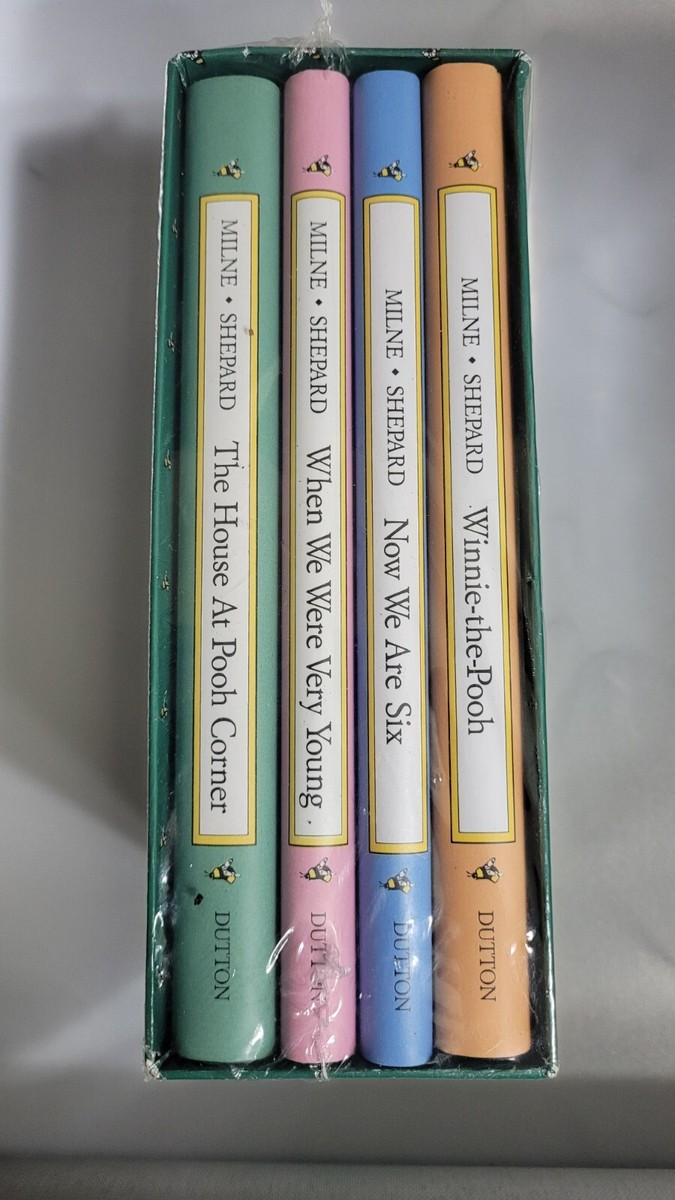 MILNE • SHEPARD The House At Pooh Corner
DUTTON
MILNE • SHEPARD When We Were Very Young
DUTTON
MILNE • SHEPARD Now We Are Six
DUTTON
MILNE • SHEPARD Winnie-the-Pooh
DUTTON